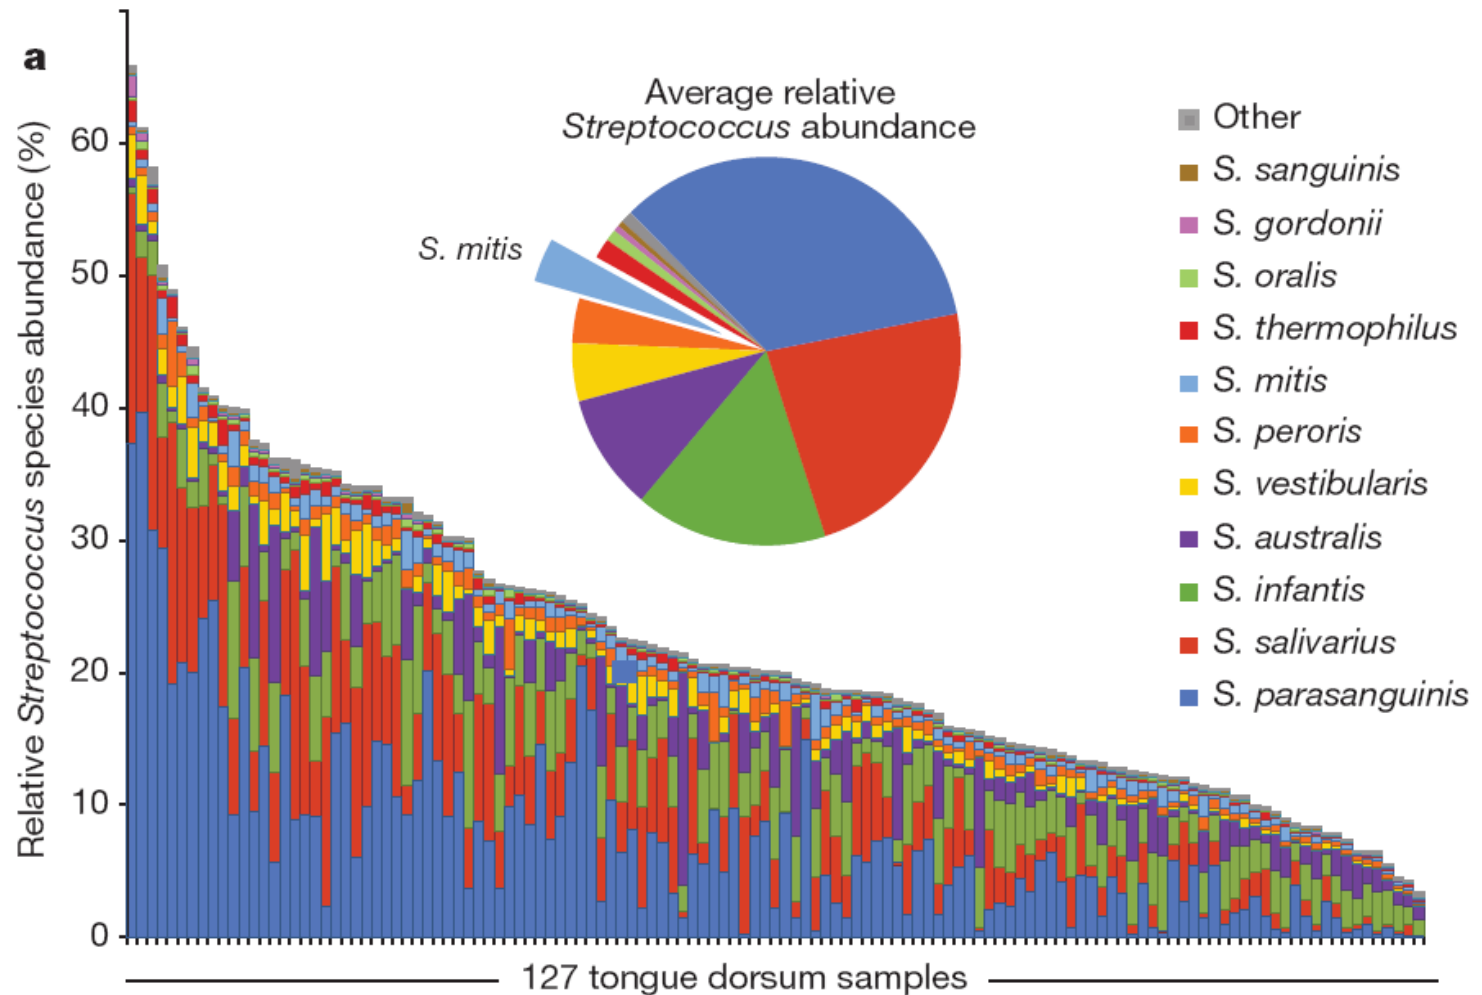 a
Average relative
Streptococcus abundance
S. mitis
Relative Streptococcus species abundance (%)
60
50
40
30
20
10
0
Other
S. sanguinis
S. gordonii
S. oralis
S. thermophilus
S. mitis
S. peroris
S. vestibularis
S. australis
S. infantis
S. salivarius
S. parasanguinis
127 tongue dorsum samples